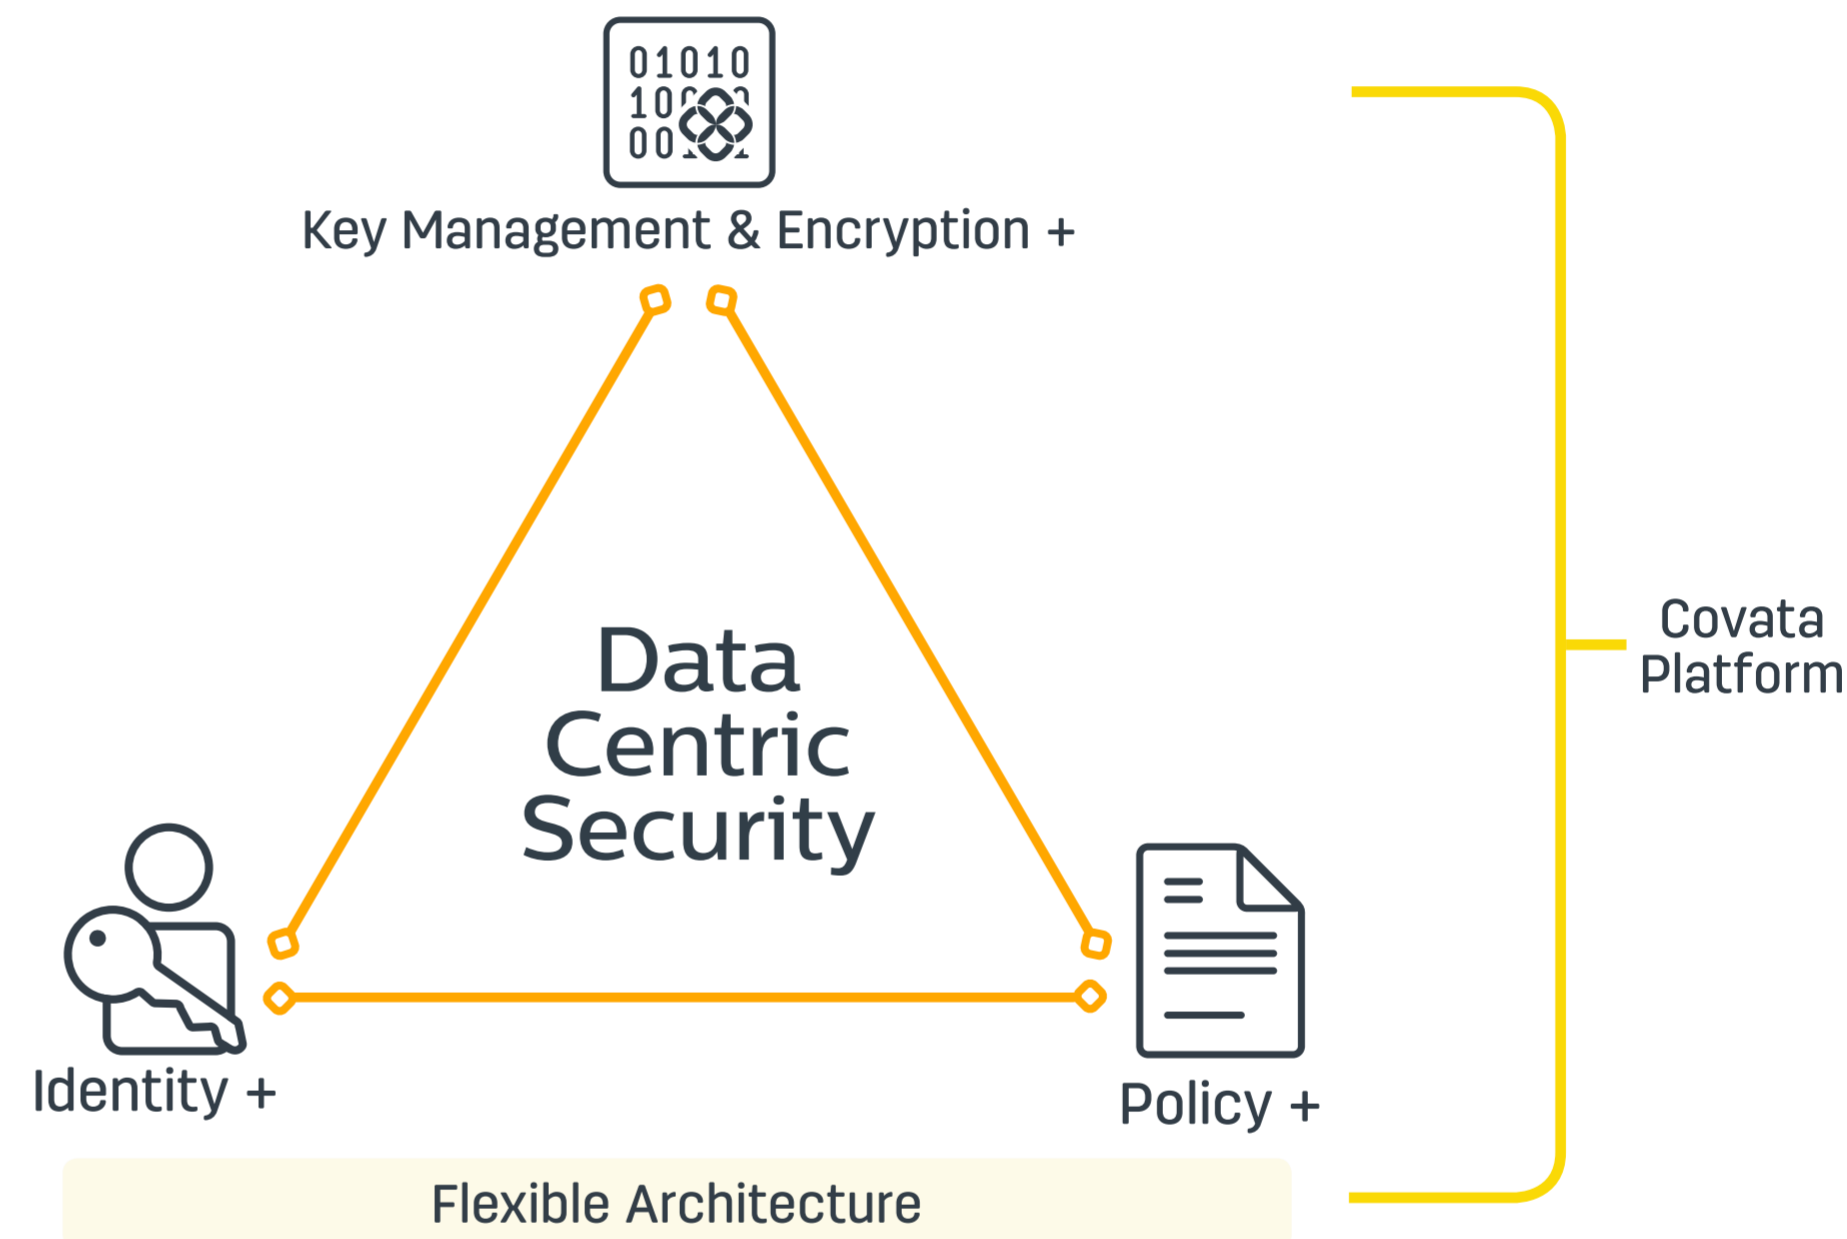 01010
10
00
Key Management & Encryption +
Data
Centric
Security
Covata
Platform
Identity +
Policy +
Flexible Architecture